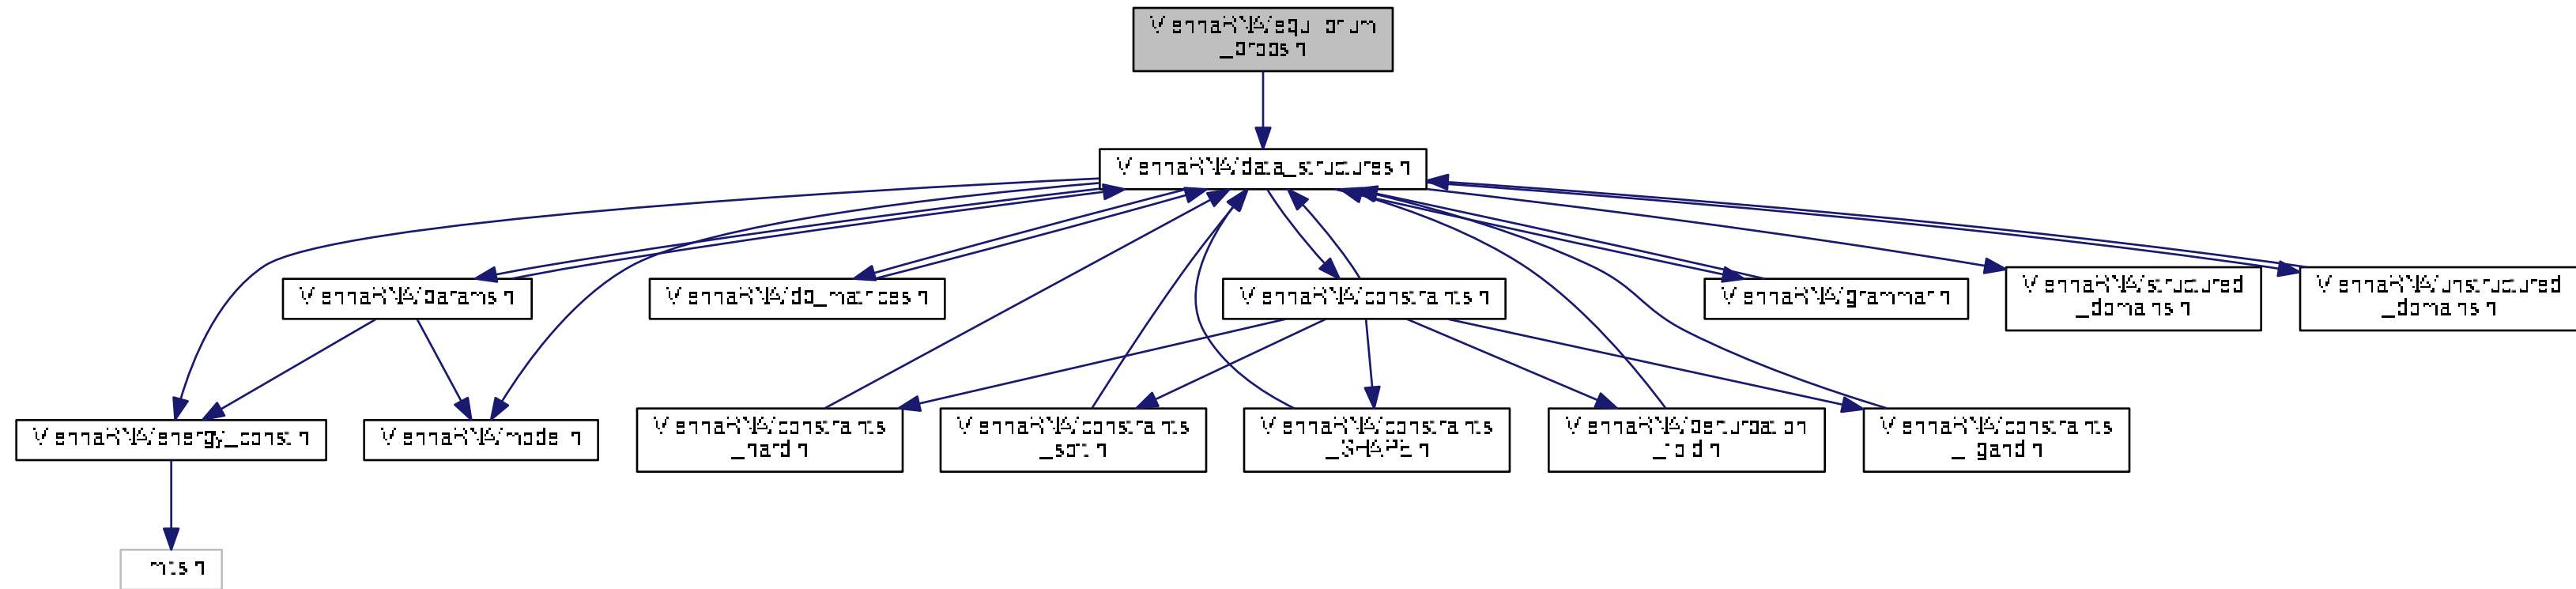 ViennaRNA/equilibrium
_probs.h
ViennaRNA/data_structures.h
ViennaRNA/params.h
ViennaRNA/dp_matrices.h
ViennaRNA/constraints.h
ViennaRNA/grammar.h
ViennaRNA/structured
_domains.h
ViennaRNA/unstructured
_domains.h
ViennaRNA/energy_const.h
ViennaRNA/model.h
ViennaRNA/constraints
_hard.h
ViennaRNA/constraints
_soft.h
ViennaRNA/constraints
_SHAPE.h
ViennaRNA/perturbation
_fold.h
ViennaRNA/constraints
_ligand.h
limits.h